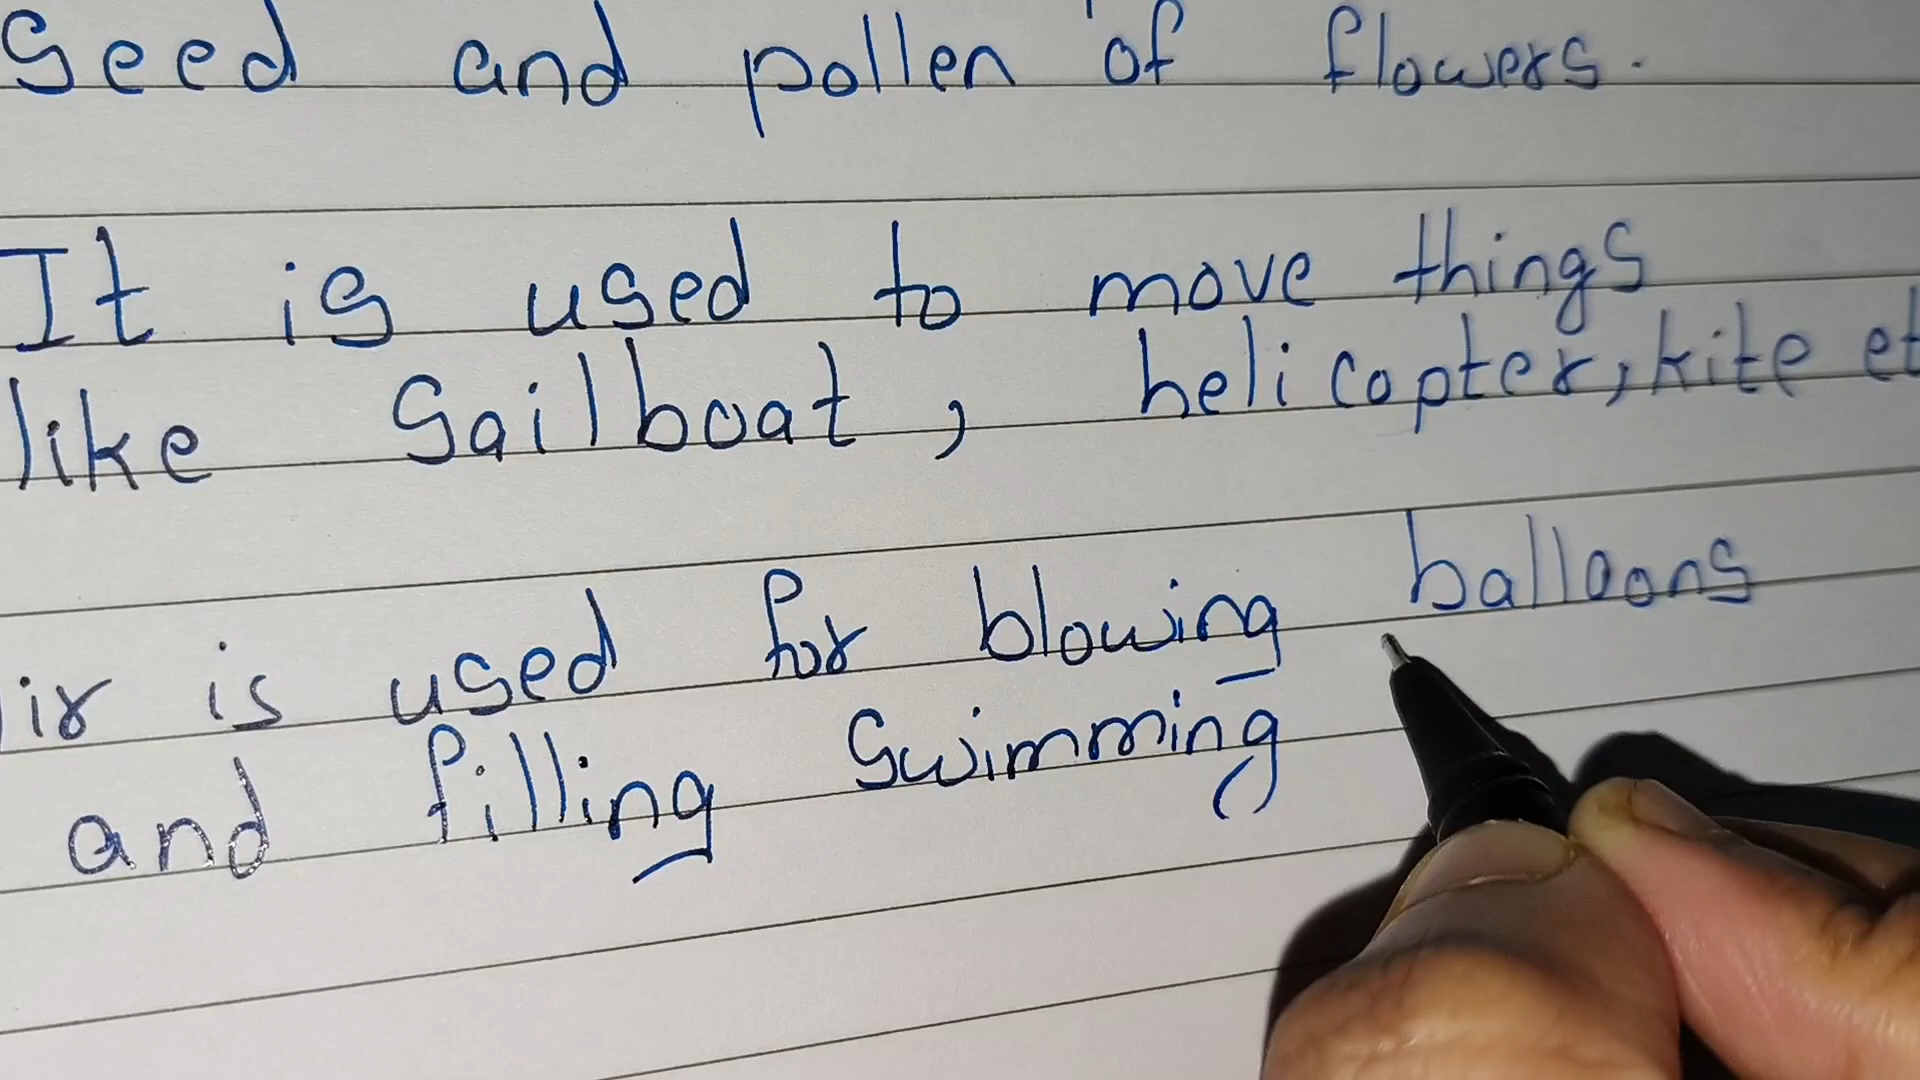 Seed and pollen of flowers.
It is used to move things
like Sailboat, helicopter, kite et
ir is used for blowing balloons
and filling Swimming